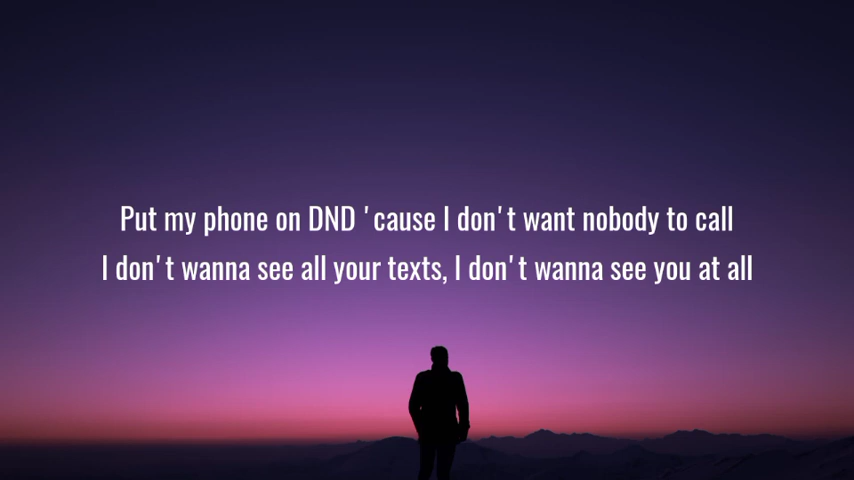 Put my phone on DND 'cause I don't want nobody to call
I don't wanna see all your texts, I don't wanna see you at all